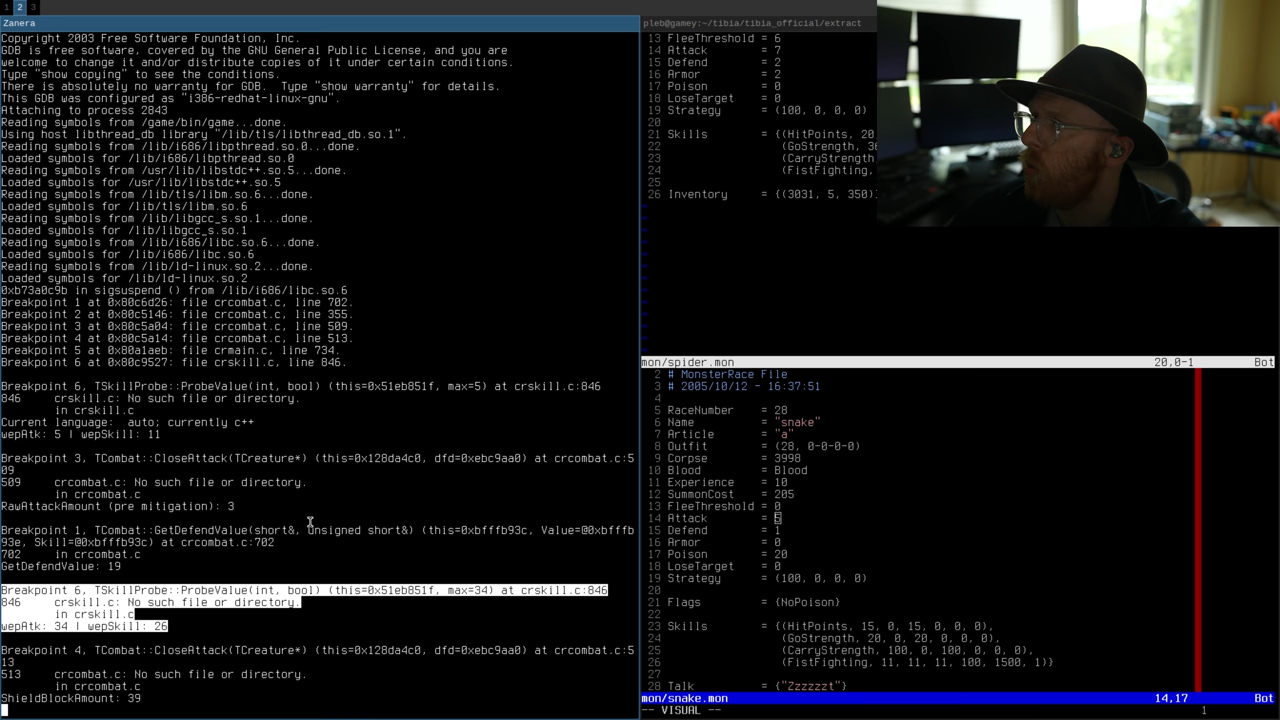 1 2 3
Zanera
Copyright 2003 Free Software Foundation, Inc.
GDB is free software, covered by the GNU General Public License, and you are
welcome to change it and/or distribute copies of it under certain conditions.
Type "show copying" to see the conditions.
There is absolutely no warranty for GDB.  Type "show warranty" for details.
This GDB was configured as "i386-redhat-linux-gnu".
Attaching to process 2843
Reading symbols from /game/bin/game...done.
Using host libthread_db library "/lib/tls/libthread_db.so.1".
Reading symbols from /lib/i686/libpthread.so.0...done.
Loaded symbols for /lib/i686/libpthread.so.0
Reading symbols from /usr/lib/libstdc++.so.5...done.
Loaded symbols for /usr/lib/libstdc++.so.5
Reading symbols from /lib/tls/libm.so.6...done.
Loaded symbols for /lib/tls/libm.so.6
Reading symbols from /lib/libgcc_s.so.1...done.
Loaded symbols for /lib/libgcc_s.so.1
Reading symbols from /lib/i686/libc.so.6...done.
Loaded symbols for /lib/i686/libc.so.6
Reading symbols from /lib/ld-linux.so.2...done.
Loaded symbols for /lib/ld-linux.so.2
0xb73a0c9b in sigsuspend () from /lib/i686/libc.so.6
Breakpoint 1 at 0x80c6d26: file crcombat.c, line 702.
Breakpoint 2 at 0x80c5146: file crcombat.c, line 355.
Breakpoint 3 at 0x80c5a04: file crcombat.c, line 509.
Breakpoint 4 at 0x80c5a14: file crcombat.c, line 513.
Breakpoint 5 at 0x80a1aeb: file crmain.c, line 734.
Breakpoint 6 at 0x80c9527: file crskill.c, line 846.
Breakpoint 6, TSkillProbe::ProbeValue(int, bool) (this=0x51eb851f, max=5) at crskill.c:846
846     crskill.c: No such file or directory.
in crskill.c
Current language:  auto; currently c++
wepAtk: 5 | wepSkill: 11
Breakpoint 3, TCombat::CloseAttack(TCreature*) (this=0x128da4c0, dfd=0xebc9aa0) at crcombat.c:5
09
509     crcombat.c: No such file or directory.
in crcombat.c
RawAttackAmount (pre mitigation): 3
Breakpoint 1, TCombat::GetDefendValue(short&, unsigned short&) (this=0xbfffb93c, Value=@0xbfffb
93e, Skill=@0xbfffb93c) at crcombat.c:702
702     in crcombat.c
GetDefendValue: 19
Breakpoint 6, TSkillProbe::ProbeValue(int, bool) (this=0x51eb851f, max=34) at crskill.c:846
846     crskill.c: No such file or directory.
in crskill.c
wepAtk: 34 | wepSkill: 26
Breakpoint 4, TCombat::CloseAttack(TCreature*) (this=0x128da4c0, dfd=0xebc9aa0) at crcombat.c:5
13
513     crcombat.c: No such file or directory.
in crcombat.c
ShieldBlockAmount: 39
pleb@gamey:~/tibia/tibia_official/extract
13 FleeThreshold = 6
14 Attack        = 7
15 Defend        = 2
16 Armor         = 2
17 Poison        = 0
18 LoseTarget    = 0
19 Strategy      = (100, 0, 0, 0)
20
21 Skills        = {(HitPoints, 20,
22                  (GoStrength, 36
23                  (CarryStrength,
24                  (FistFighting,
25
26 Inventory     = {(3031, 5, 350)
mon/spider.mon 20,0-1 Bot
2 # MonsterRace File
3 # 2005/10/12 - 16:37:51
4
5 RaceNumber    = 28
6 Name          = "snake"
7 Article       = "a"
8 Outfit        = (28, 0-0-0-0)
9 Corpse        = 3998
10 Blood         = Blood
11 Experience    = 10
12 SummonCost    = 205
13 FleeThreshold = 0
14 Attack        = 5
15 Defend        = 1
16 Armor         = 0
17 Poison        = 20
18 LoseTarget    = 0
19 Strategy      = (100, 0, 0, 0)
20
21 Flags         = {NoPoison}
22
23 Skills        = {(HitPoints, 15, 0, 15, 0, 0, 0),
24                  (GoStrength, 20, 0, 20, 0, 0, 0),
25                  (CarryStrength, 100, 0, 100, 0, 0, 0),
26                  (FistFighting, 11, 11, 11, 100, 1500, 1)}
27
28 Talk          = {"Zzzzzzt"}
mon/snake.mon 14,17 Bot
-- VISUAL -- 1